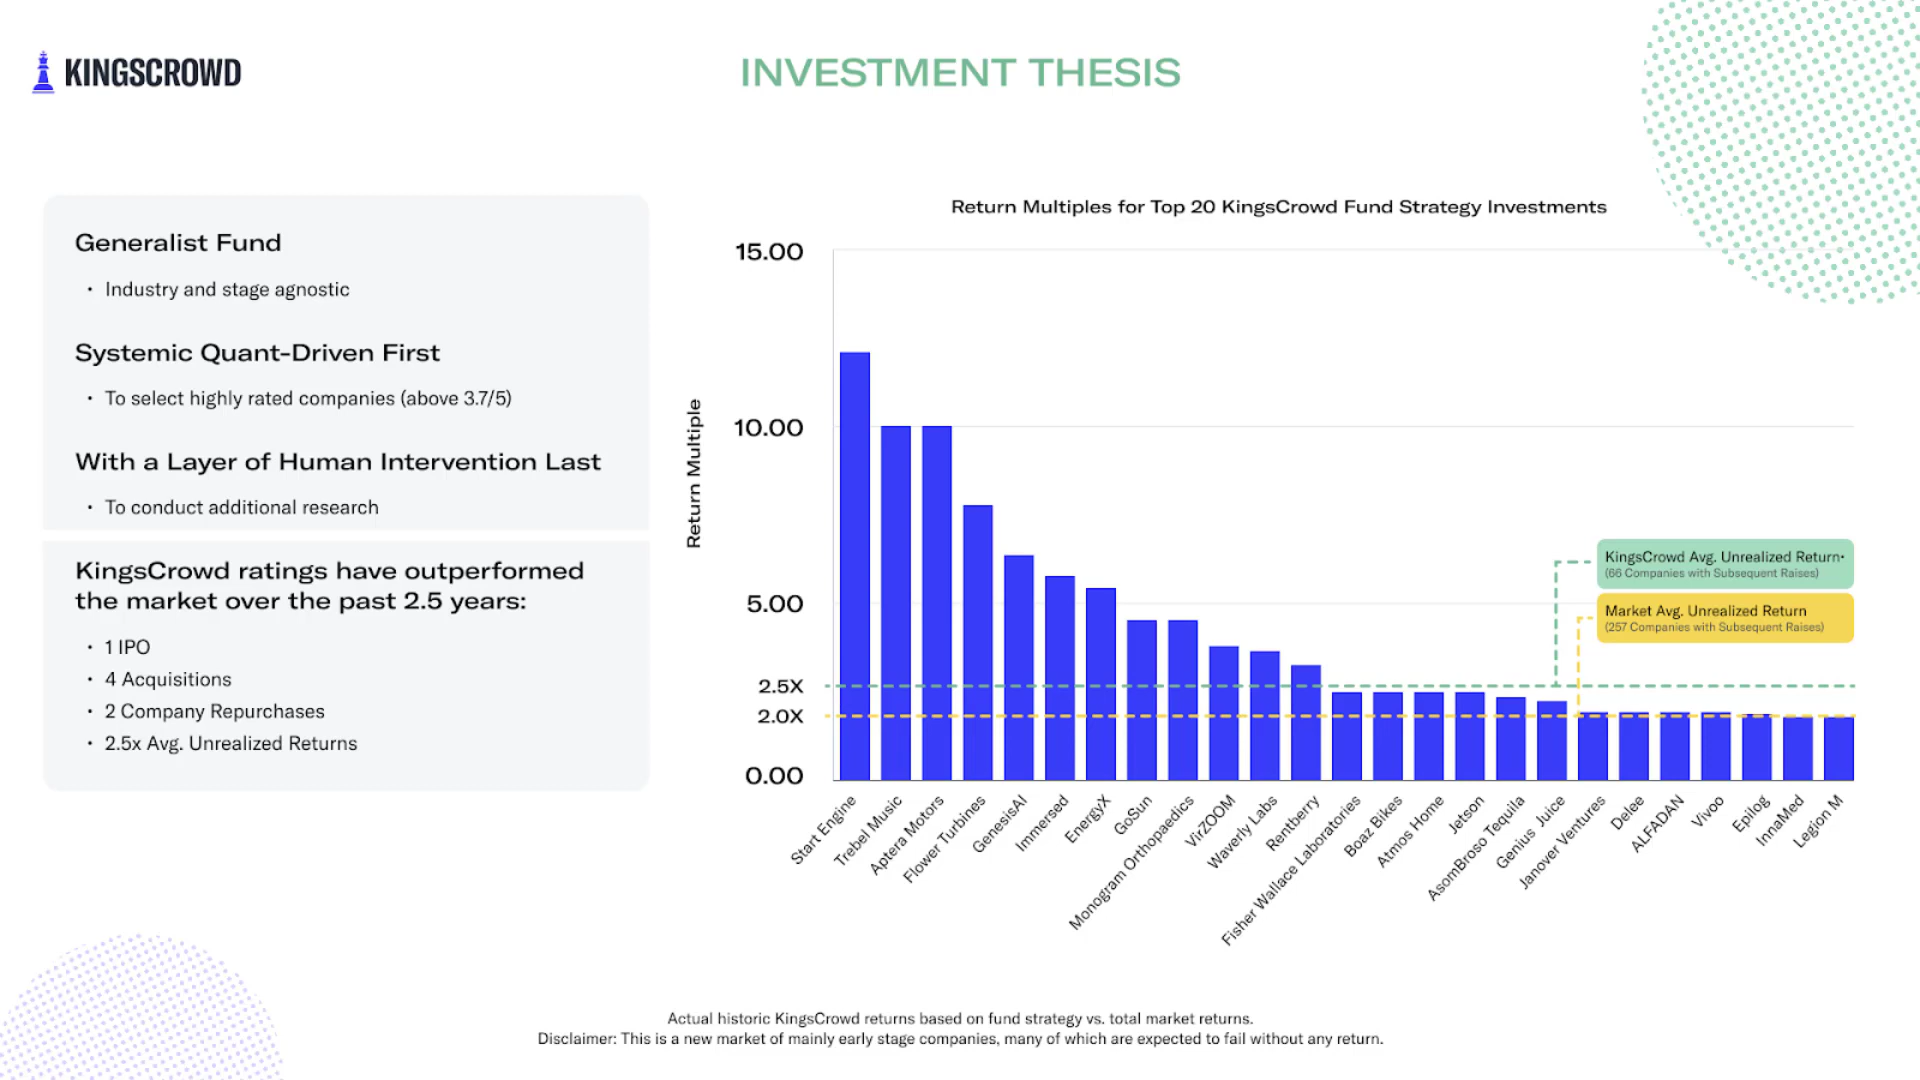 KINGSCROWD
INVESTMENT THESIS
Generalist Fund
• Industry and stage agnostic
Systemic Quant-Driven First
• To select highly rated companies (above 3.7/5)
With a Layer of Human Intervention Last
• To conduct additional research
KingsCrowd ratings have outperformed
the market over the past 2.5 years:
• 1 IPO
• 4 Acquisitions
• 2 Company Repurchases
• 2.5x Avg. Unrealized Returns
Return Multiples for Top 20 KingsCrowd Fund Strategy Investments
Return Multiple
15.00
10.00
5.00
2.5X
2.0X
0.00
KingsCrowd Avg. Unrealized Return•
(66 Companies with Subsequent Raises)
Market Avg. Unrealized Return
(257 Companies with Subsequent Raises)
Start Engine
Trebel Music
Aptera Motors
Flower Turbines
GenesisAI
Immersed
EnergyX
GoSun
Monogram Orthopaedics
VirZOOM
Waverly Labs
Rentberry
Fisher Wallace Laboratories
Boaz Bikes
Atmos Home
Jetson
AsomBroso Tequila
Genius Juice
Janover Ventures
Delee
ALFADAN
Vivoo
Epilog
InnaMed
Legion M
Actual historic KingsCrowd returns based on fund strategy vs. total market returns.
Disclaimer: This is a new market of mainly early stage companies, many of which are expected to fail without any return.